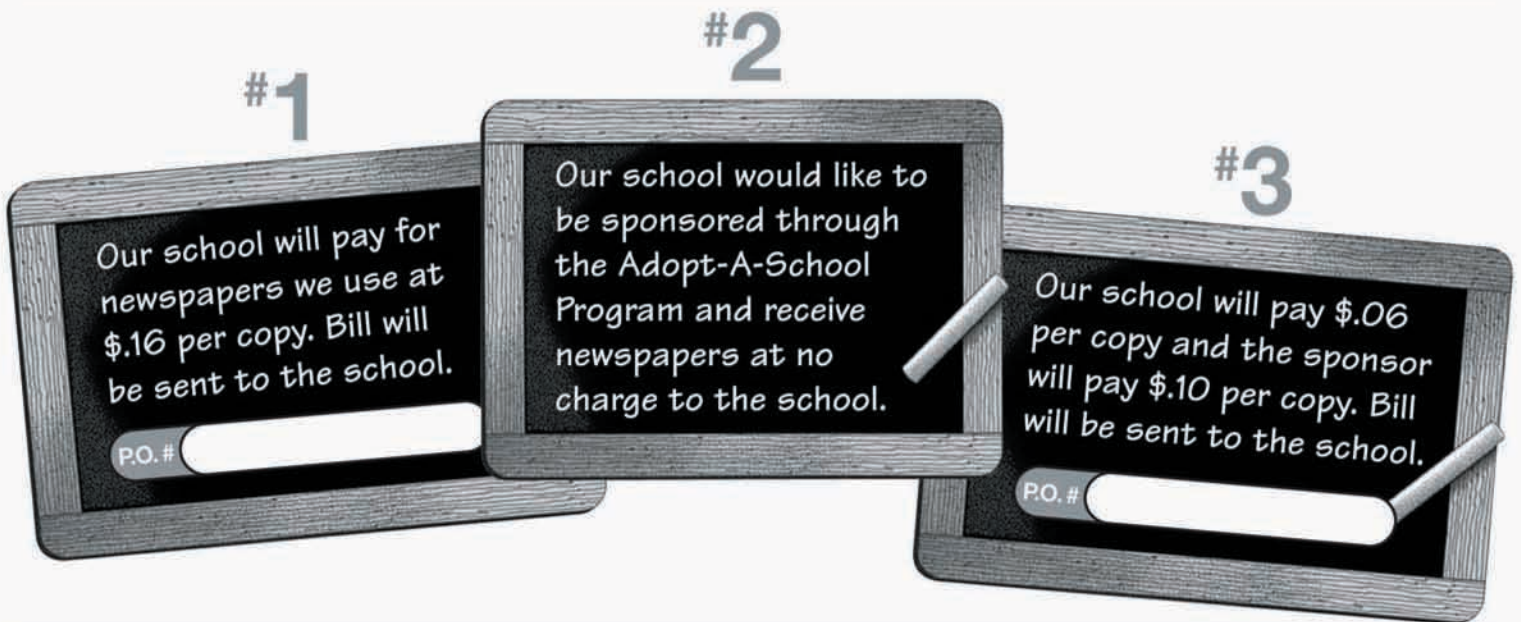 #1
Our school will pay for
newspapers we use at
$.16 per copy. Bill will
be sent to the school.
P.O. #
#2
Our school would like to
be sponsored through
the Adopt-A-School
Program and receive
newspapers at no
charge to the school.
#3
Our school will pay $.06
per copy and the sponsor
will pay $.10 per copy. Bill
will be sent to the school.
P.O. #